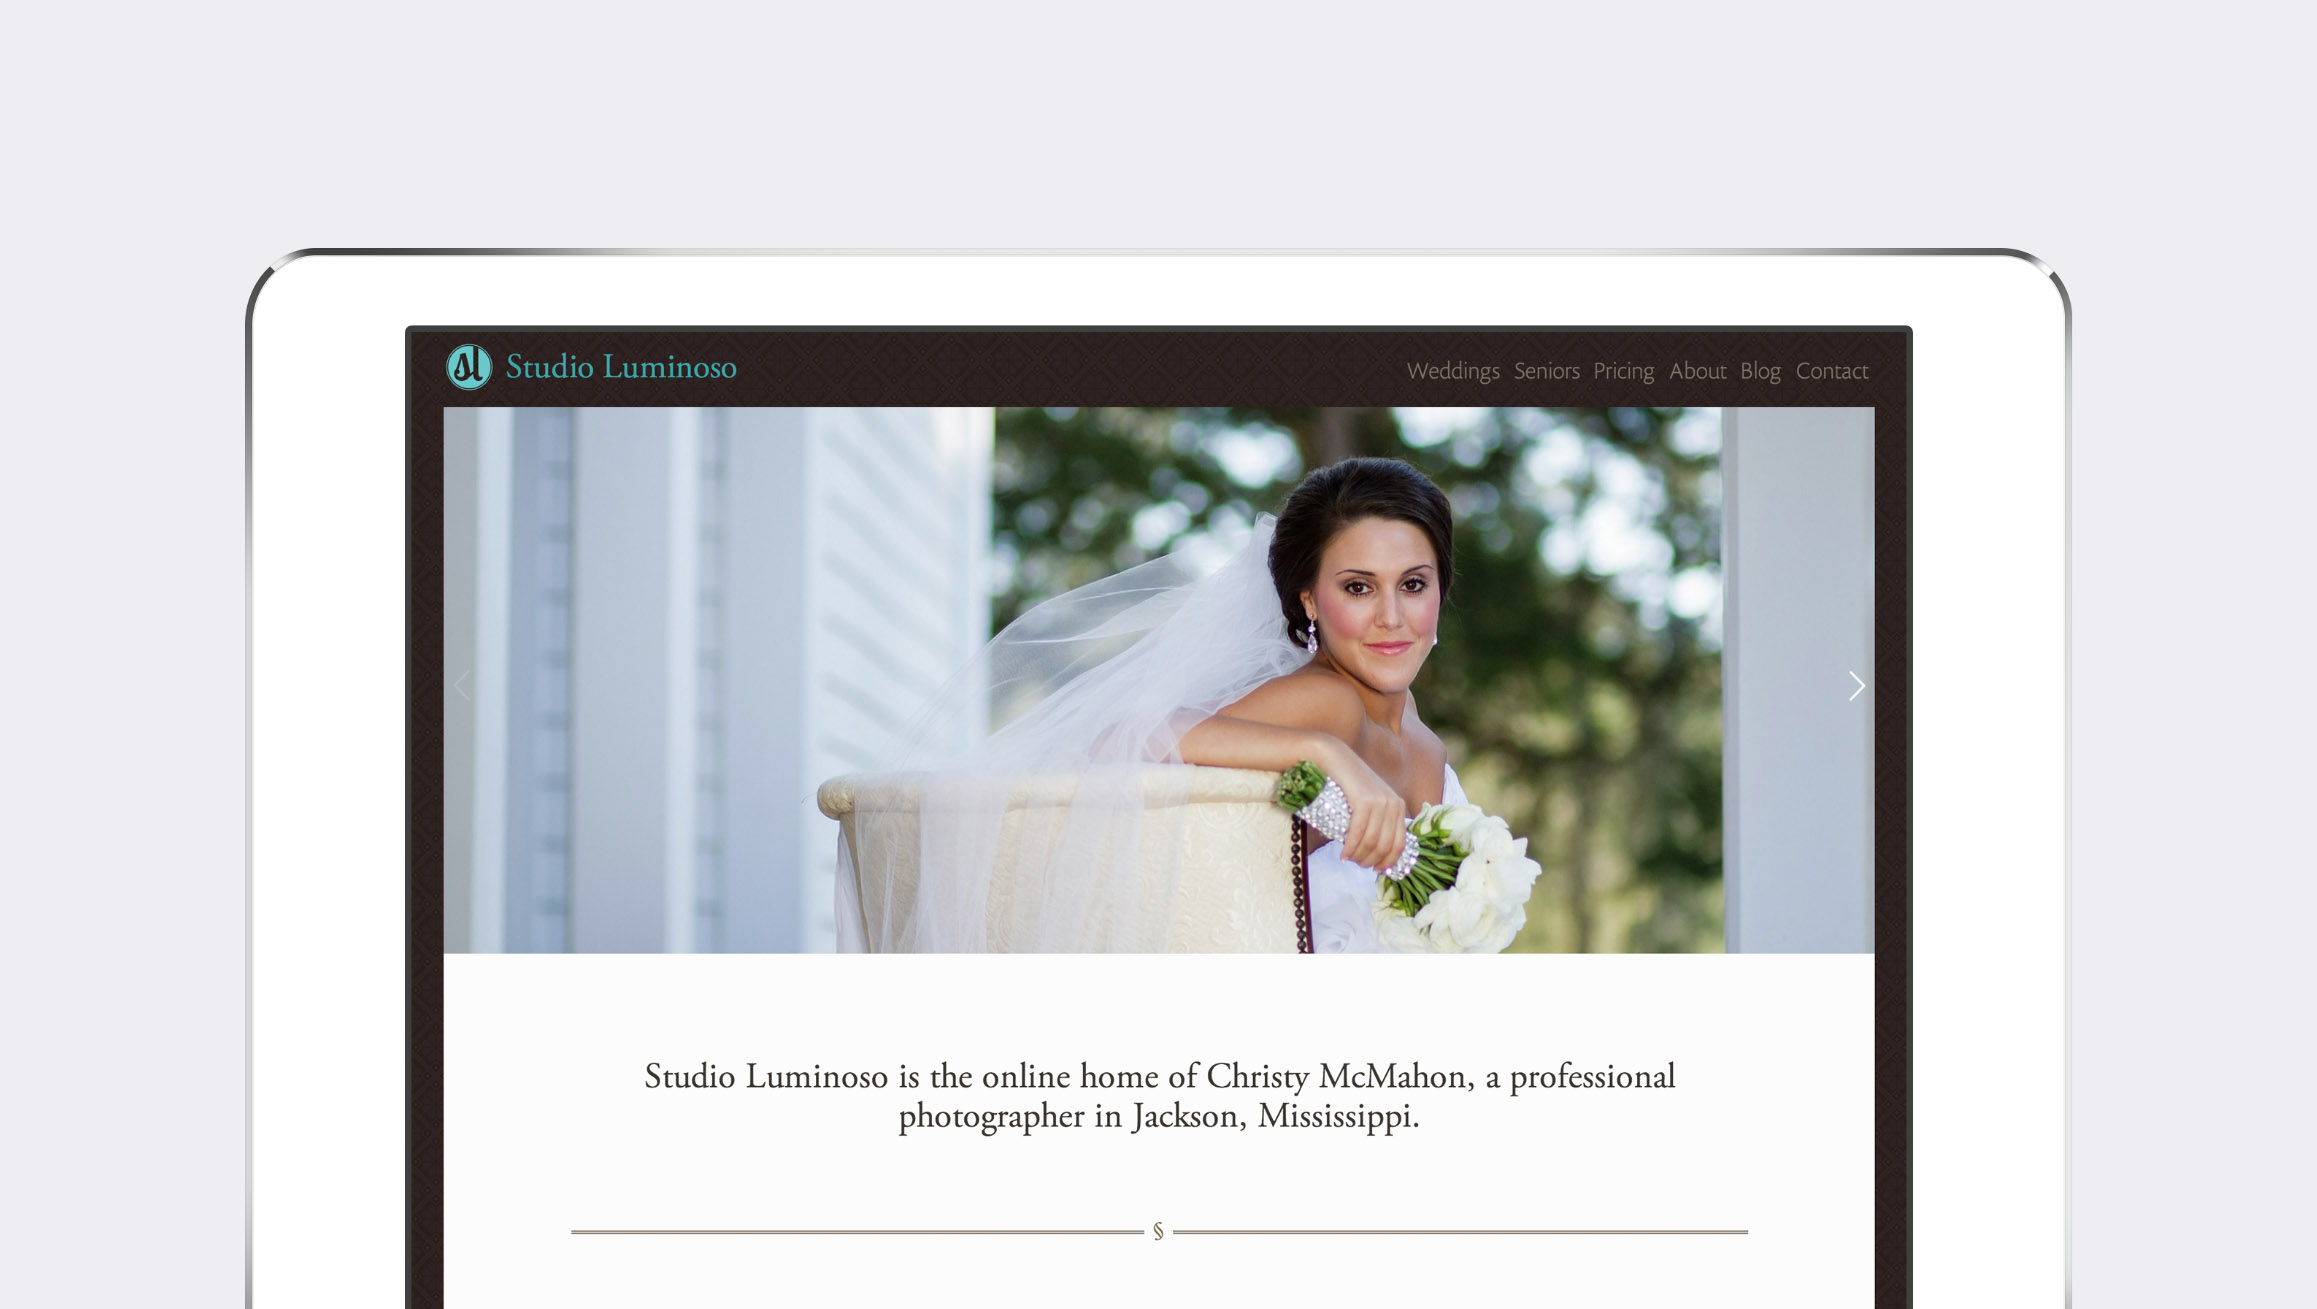 sl Studio Luminoso
Weddings Seniors Pricing About Blog Contact
Studio Luminoso is the online home of Christy McMahon, a professional
photographer in Jackson, Mississippi.
§